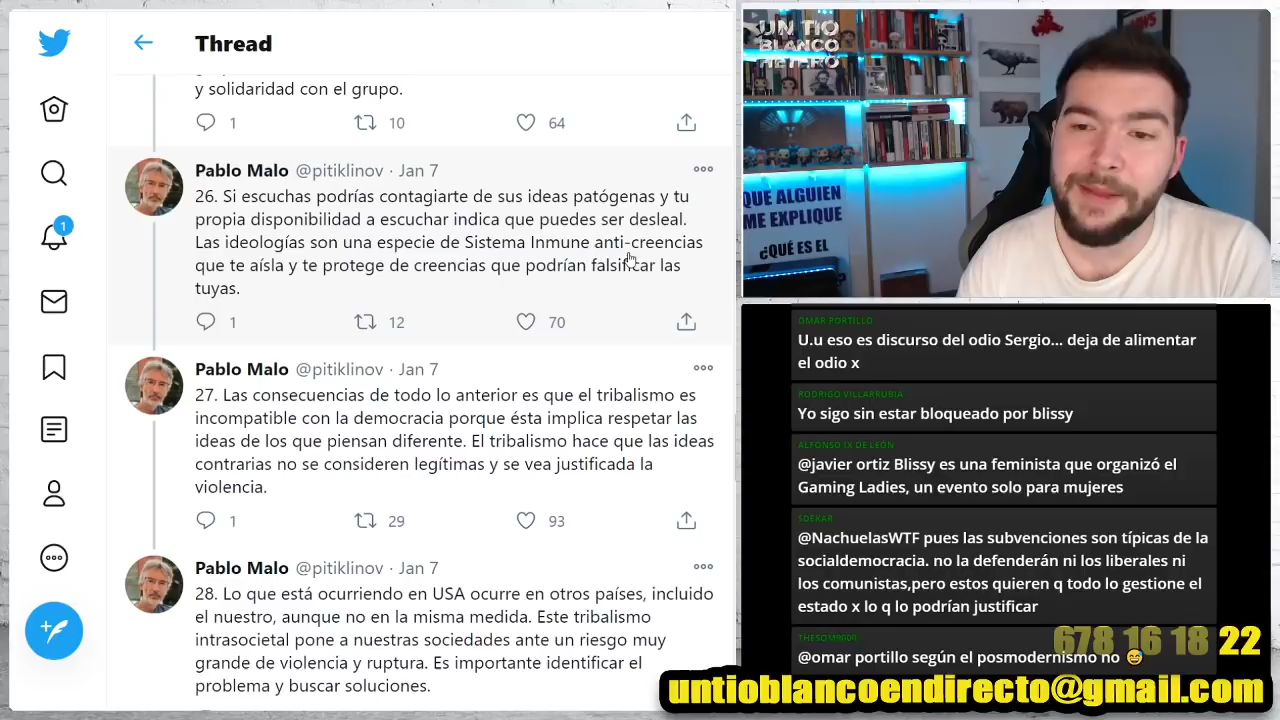 Thread
y solidaridad con el grupo.
1 10 64
Pablo Malo @pitiklinov · Jan 7
26. Si escuchas podrías contagiarte de sus ideas patógenas y tu
propia disponibilidad a escuchar indica que puedes ser desleal.
Las ideologías son una especie de Sistema Inmune anti-creencias
que te aísla y te protege de creencias que podrían falsificar las
tuyas.
1 12 70
Pablo Malo @pitiklinov · Jan 7
27. Las consecuencias de todo lo anterior es que el tribalismo es
incompatible con la democracia porque ésta implica respetar las
ideas de los que piensan diferente. El tribalismo hace que las ideas
contrarias no se consideren legítimas y se vea justificada la
violencia.
1 29 93
Pablo Malo @pitiklinov · Jan 7
28. Lo que está ocurriendo en USA ocurre en otros países, incluido
el nuestro, aunque no en la misma medida. Este tribalismo
intrasocietal pone a nuestras sociedades ante un riesgo muy
grande de violencia y ruptura. Es importante identificar el
problema y buscar soluciones.
1
UN TIO
BLANCO
HETERO
QUE ALGUIEN
ME EXPLIQUE
¿QUÉ ES EL
OMAR PORTILLO
U.u eso es discurso del odio Sergio... deja de alimentar
el odio x
RODRIGO VILLARRUBIA
Yo sigo sin estar bloqueado por blissy
ALFONSO IX DE LEÓN
@javier ortiz Blissy es una feminista que organizó el
Gaming Ladies, un evento solo para mujeres
SDEKAR
@NachuelasWTF pues las subvenciones son típicas de la
socialdemocracia. no la defenderán ni los liberales ni
los comunistas,pero estos quieren q todo lo gestione el
estado x lo q lo podrían justificar
@omar portillo según el posmodernismo no 😅
678 16 18 22
untioblancoendirecto@gmail.com